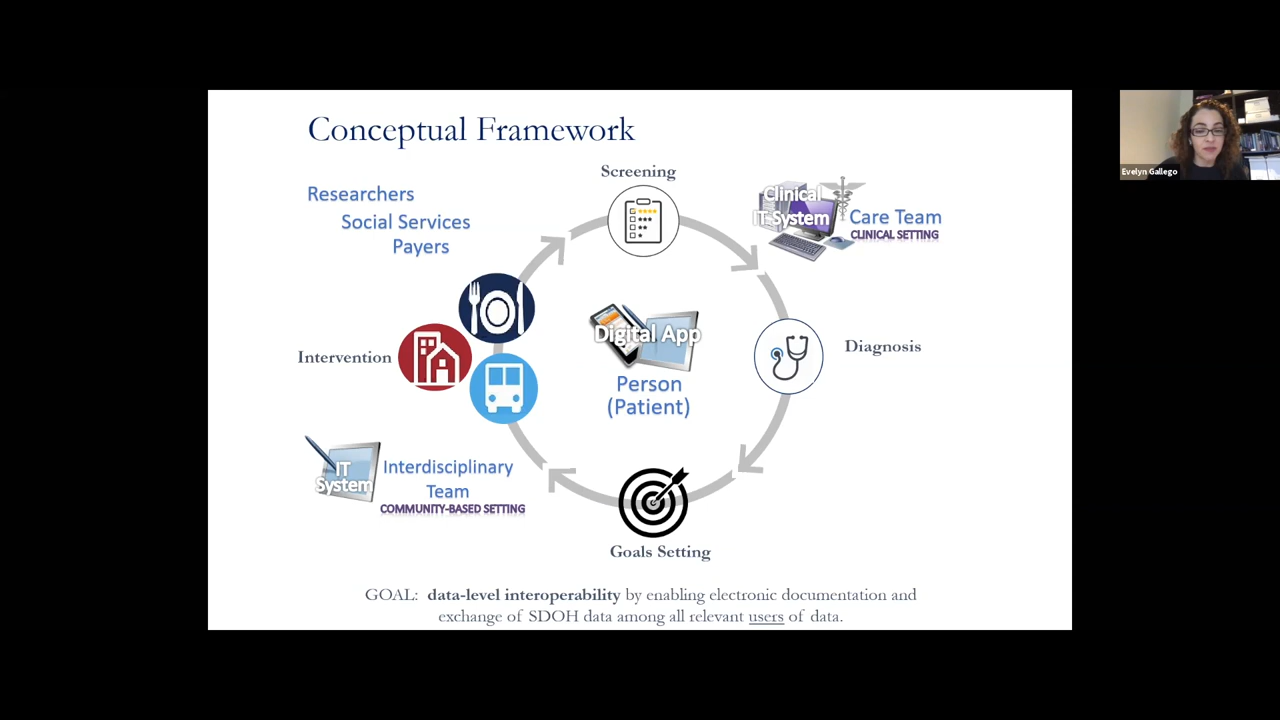 Conceptual Framework
Screening
Researchers
Social Services
Payers
Clinical
IT System
Care Team
CLINICAL SETTING
Evelyn Gallego
Digital App
Person
(Patient)
Intervention
Diagnosis
IT
System
Interdisciplinary
Team
COMMUNITY-BASED SETTING
Goals Setting
GOAL: data-level interoperability by enabling electronic documentation and
exchange of SDOH data among all relevant users of data.